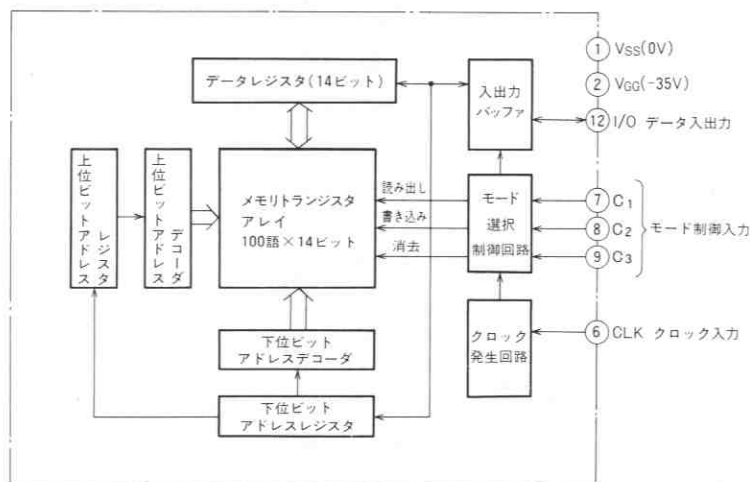 ① VSS(0V)
② VGG(-35V)
⑫ I/O データ入出力
データレジスタ(14ビット)
入出力
バッファ
上位ビットアドレス
レジスタ
上位ビットアドレス
デコーダ
メモリトランジスタ
アレイ
100語×14ビット
読み出し
書き込み
消去
モード
選択
制御回路
⑦ C1
⑧ C2
⑨ C3
モード制御入力
下位ビット
アドレスデコーダ
クロック
発生回路
⑥ CLK クロック入力
下位ビット
アドレスレジスタ